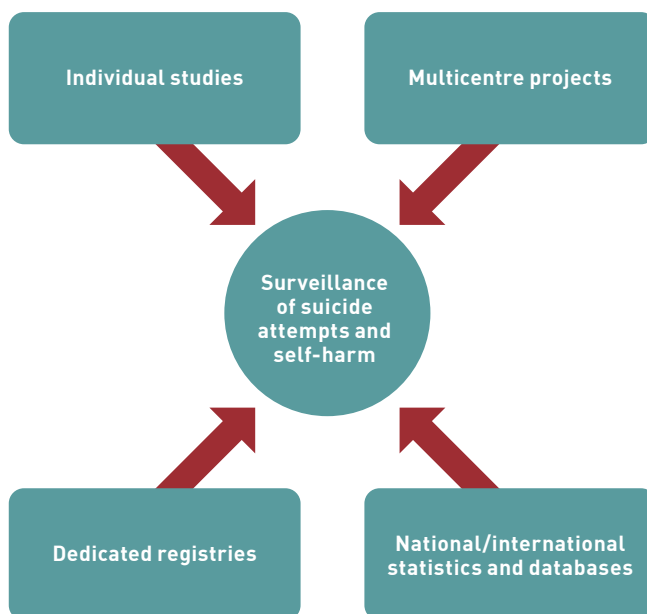 Individual studies
Multicentre projects
Surveillance
of suicide
attempts and
self-harm
Dedicated registries
National/international
statistics and databases